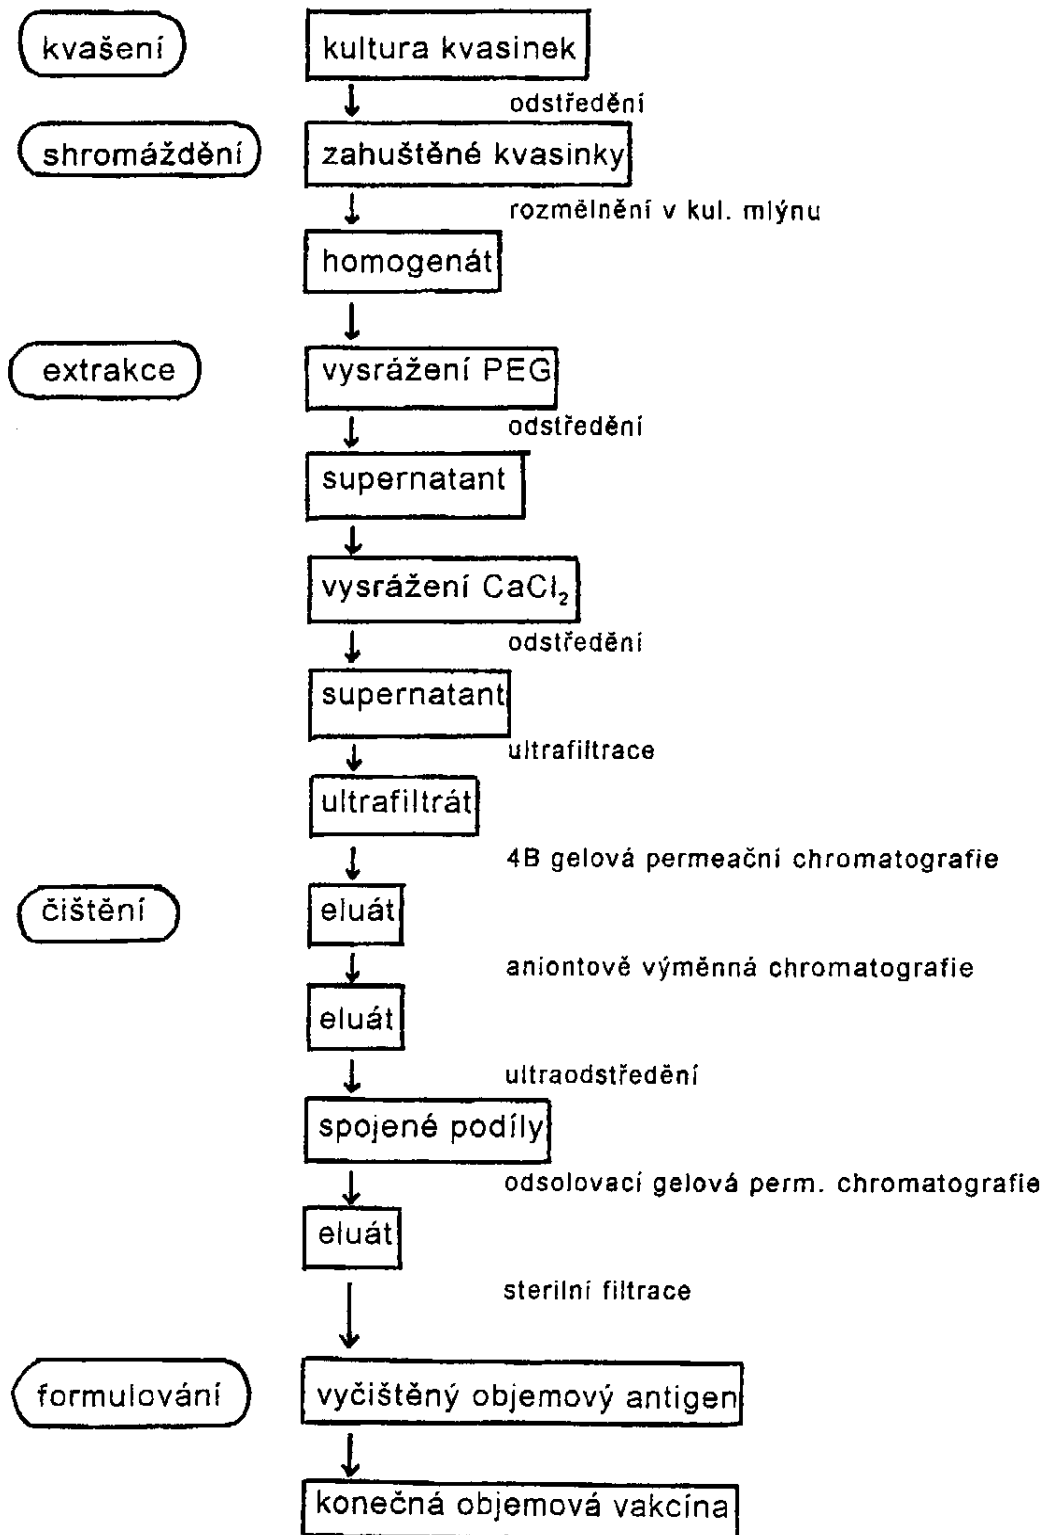 kvašení
kultura kvasinek
odstředění
shromáždění
zahuštěné kvasinky
rozmělnění v kul. mlýnu
homogenát
extrakce
vysrážení PEG
odstředění
supernatant
vysrážení CaCl₂
odstředění
supernatant
ultrafiltrace
ultrafiltrát
4B gelová permeační chromatografie
čištění
eluát
aniontově výměnná chromatografie
eluát
ultraodstředění
spojené podíly
odsolovací gelová perm. chromatografie
eluát
sterilní filtrace
formulování
vyčištěný objemový antigen
konečná objemová vakcína